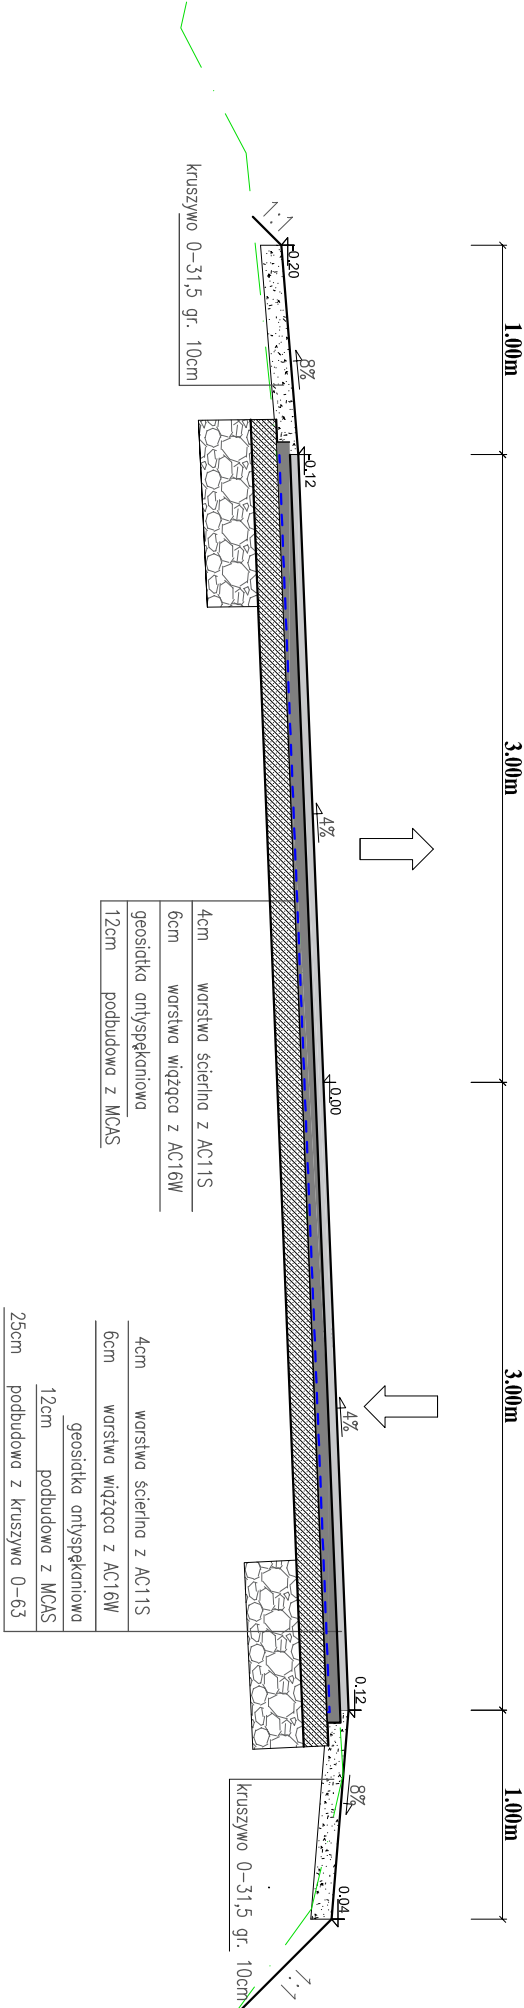 1.00m
3.00m
3.00m
1.00m
1:1
-0.20
8%
-0.12
4%
0.00
4%
0.12
8%
0.04
1:1
kruszywo 0-31,5 gr. 10cm
4cm warstwa ścierlna z AC11S
6cm warstwa wiążąca z AC16W
geosiatka antyspękaniowa
12cm podbudowa z MCAS
4cm warstwa ścierlna z AC11S
6cm warstwa wiążąca z AC16W
geosiatka antyspękaniowa
12cm podbudowa z MCAS
25cm podbudowa z kruszywa 0-63
kruszywo 0-31,5 gr. 10cm